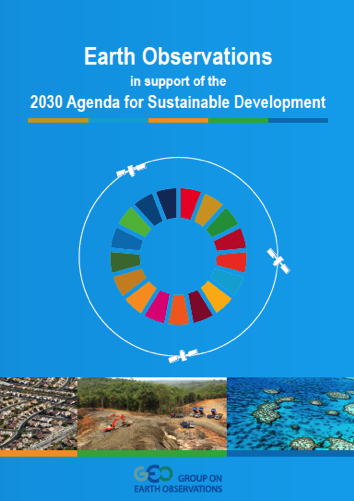 Earth Observations
in support of the
2030 Agenda for Sustainable Development
GEO GROUP ON
EARTH OBSERVATIONS